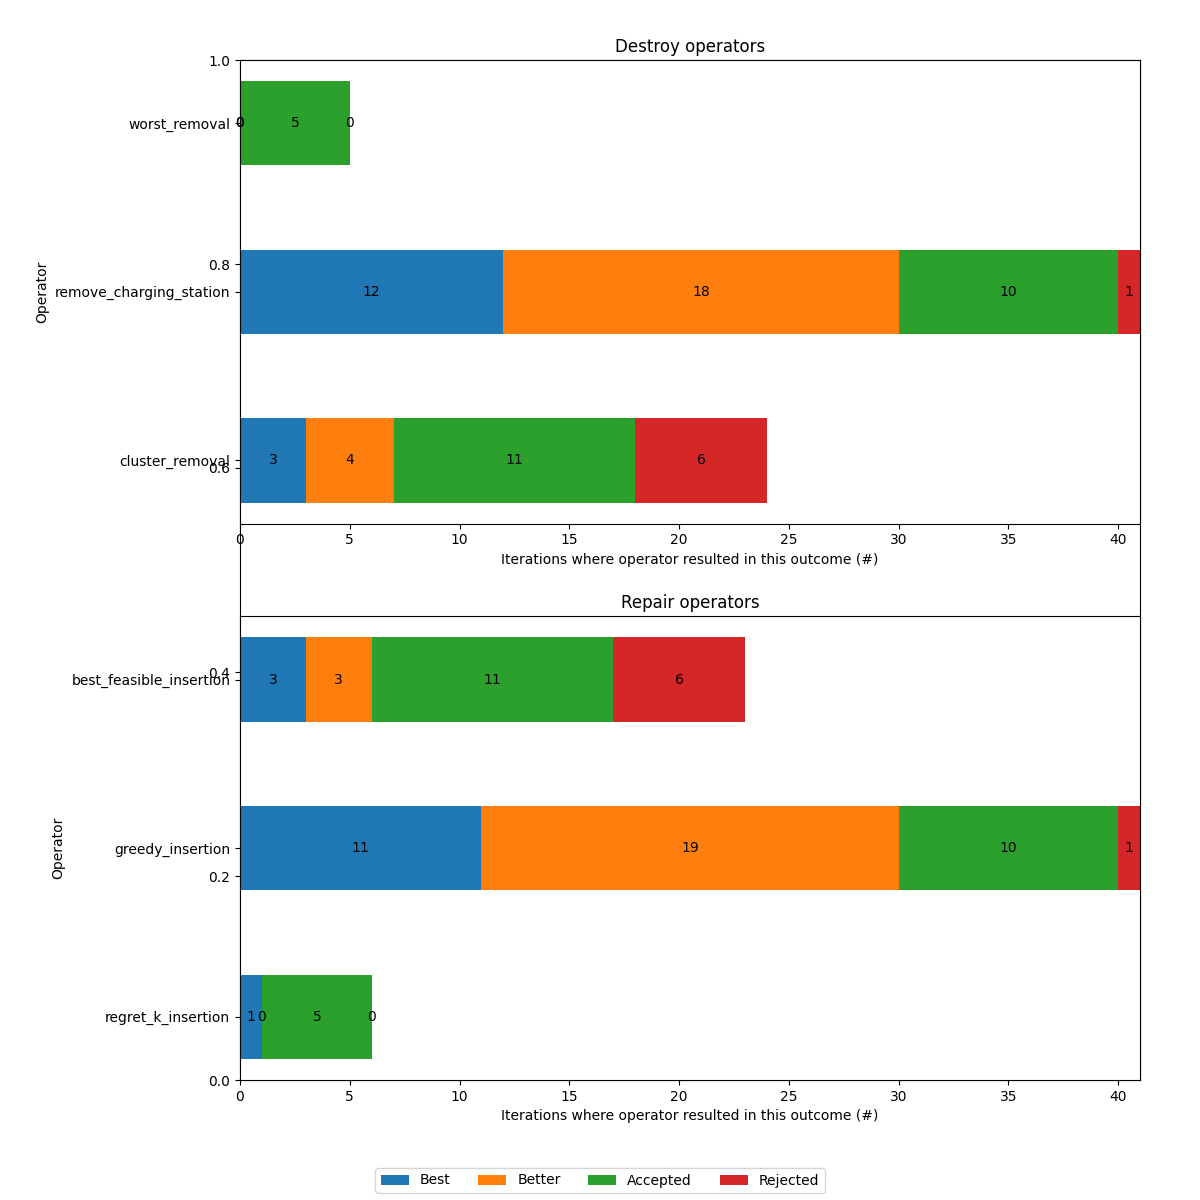 Destroy operators
1.0
worst_removal
0 0 5 0
0.8
Operator
remove_charging_station
12 18 10 1
cluster_removal
3 4 11 6
0.6
0 5 10 15 20 25 30 35 40
Iterations where operator resulted in this outcome (#)
Repair operators
0.4
best_feasible_insertion
3 3 11 6
Operator
greedy_insertion
11 19 10 1
0.2
regret_k_insertion
1 0 5 0
0.0
0 5 10 15 20 25 30 35 40
Iterations where operator resulted in this outcome (#)
Best Better Accepted Rejected